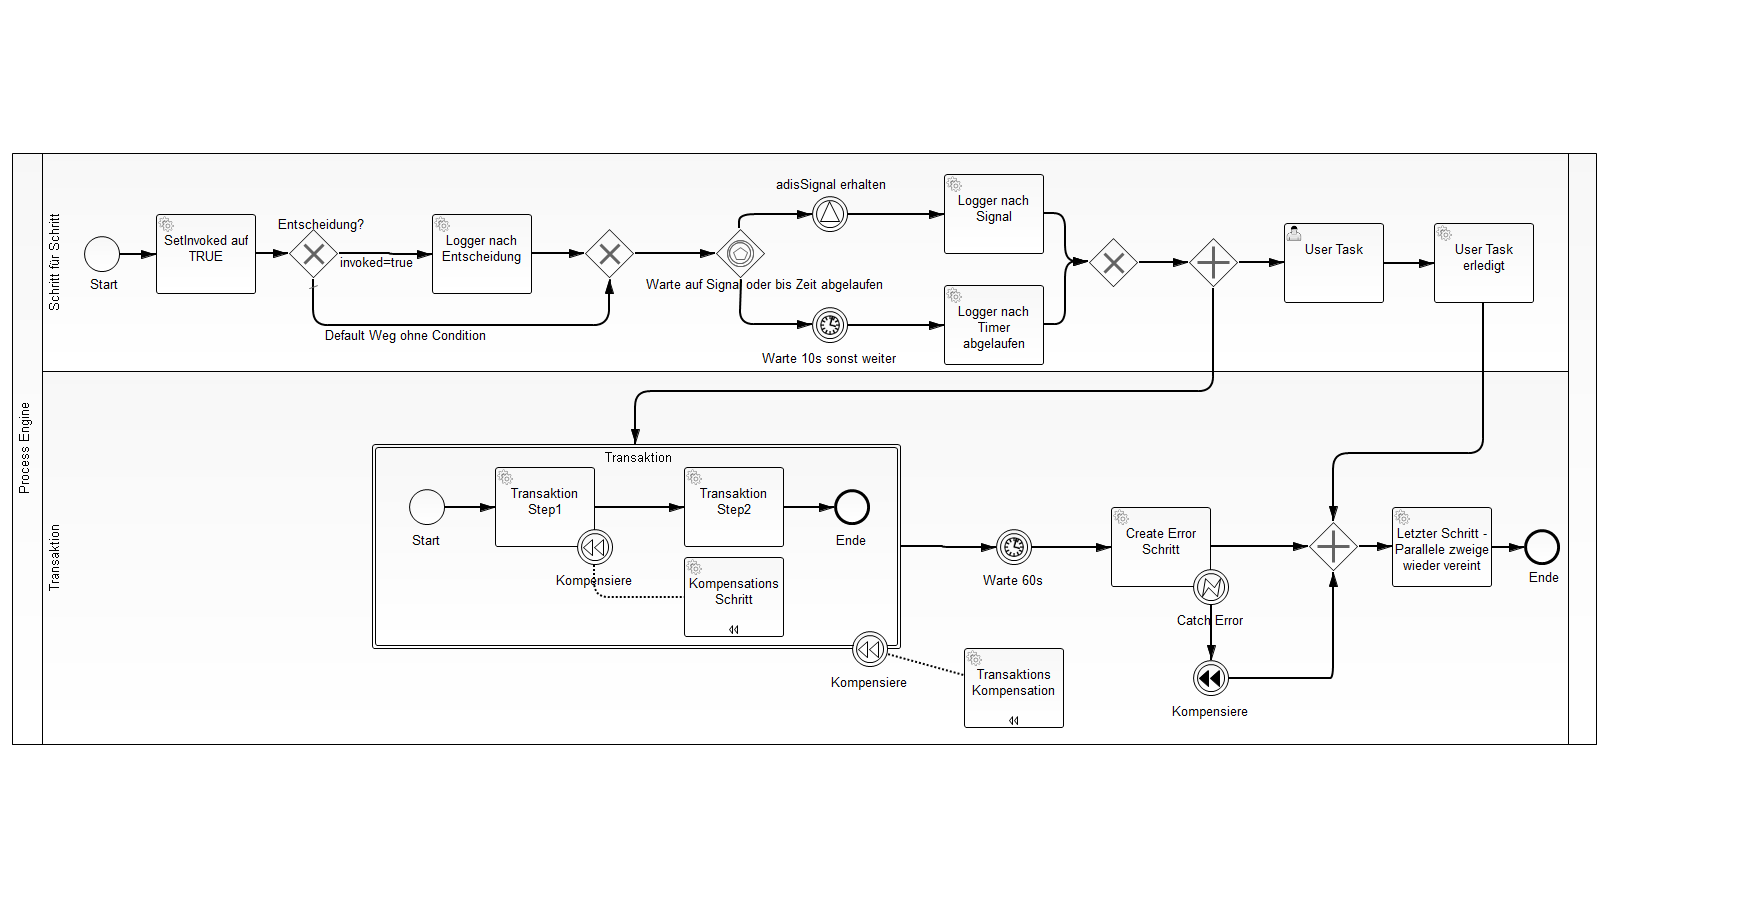 Process Engine
Schritt für Schritt
Start
SetInvoked auf
TRUE
Entscheidung?
invoked=true
Default Weg ohne Condition
Logger nach
Entscheidung
Warte auf Signal oder bis Zeit abgelaufen
adisSignal erhalten
Warte 10s sonst weiter
Logger nach
Signal
Logger nach
Timer
abgelaufen
User Task
User Task
erledigt
Transaktion
Transaktion
Start
Transaktion
Step1
Kompensiere
Transaktion
Step2
Kompensations
Schritt
Ende
Kompensiere
Transaktions
Kompensation
Warte 60s
Create Error
Schritt
Catch Error
Kompensiere
Letzter Schritt -
Parallele zweige
wieder vereint
Ende